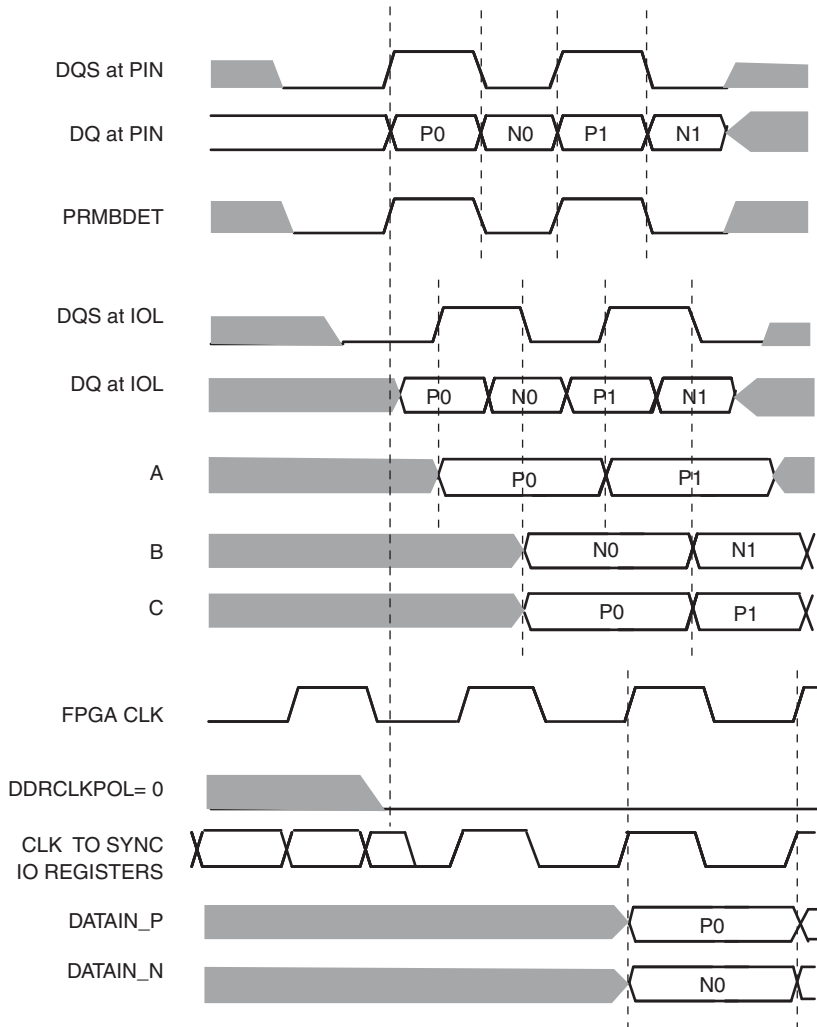 DQS at PIN
DQ at PIN P0 N0 P1 N1
PRMBDET
DQS at IOL
DQ at IOL P0 N0 P1 N1
A P0 P1
B N0 N1
C P0 P1
FPGA CLK
DDRCLKPOL= 0
CLK TO SYNC
IO REGISTERS
DATAIN_P P0
DATAIN_N N0